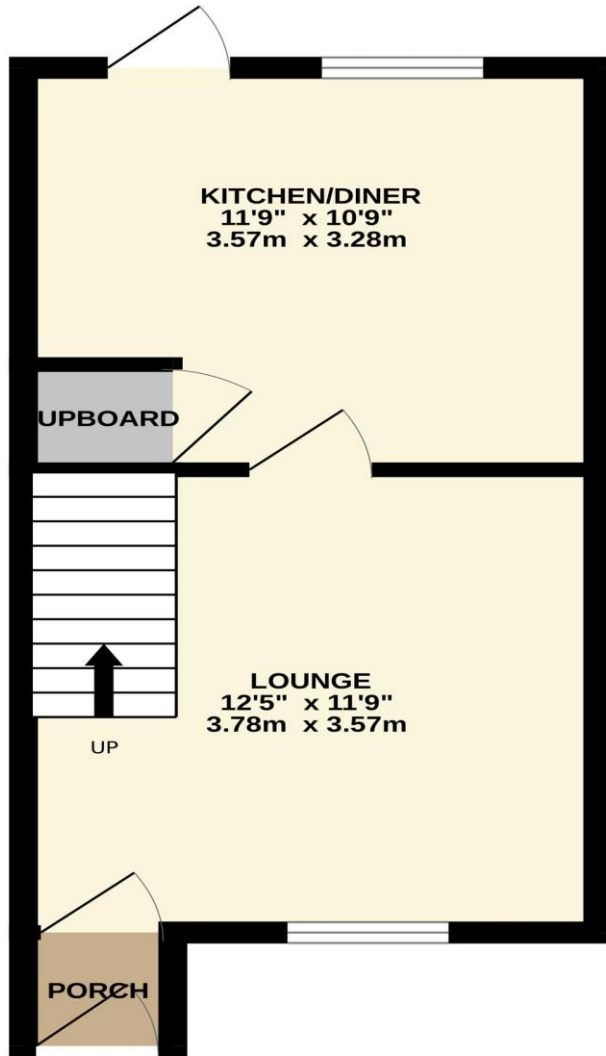 KITCHEN/DINER
11'9" x 10'9"
3.57m x 3.28m
UPBOARD
LOUNGE
12'5" x 11'9"
3.78m x 3.57m
UP
PORCH